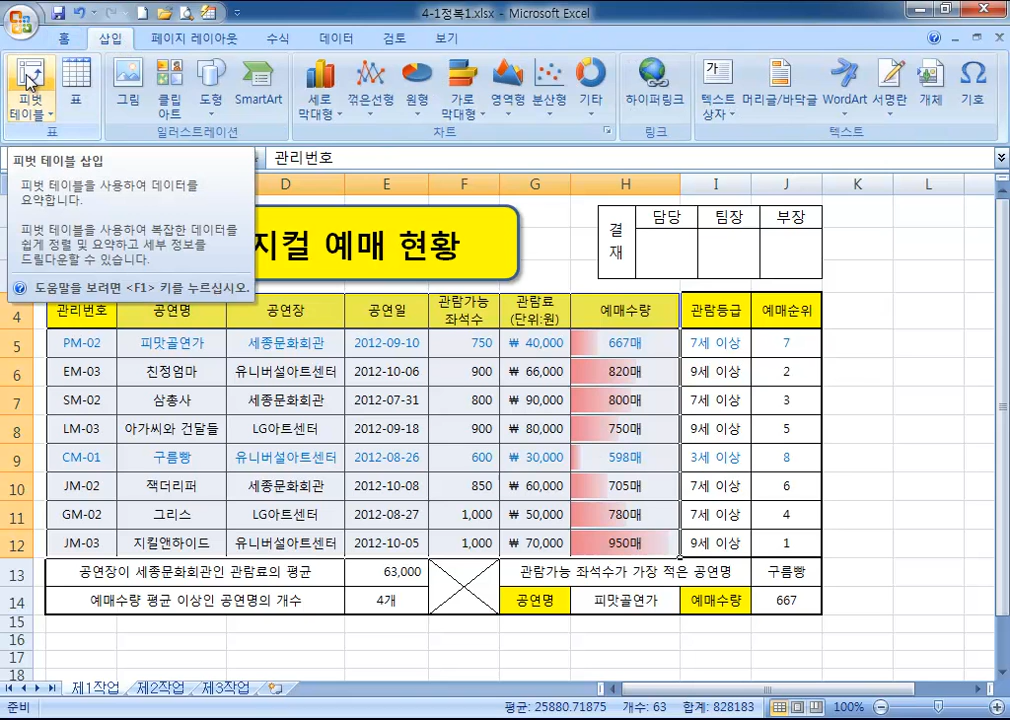 4-1정복1.xlsx - Microsoft Excel
홈 삽입 페이지 레이아웃 수식 데이터 검토 보기
피벗 테이블 표 그림 클립 아트 도형 SmartArt 세로 막대형 꺾은선형 원형 가로 막대형 영역형 분산형 기타 하이퍼링크 텍스트 상자 머리글/바닥글 WordArt 서명란 개체 기호
표 일러스트레이션 차트 링크 텍스트
관리번호
피벗 테이블 삽입
피벗 테이블을 사용하여 데이터를
요약합니다.
피벗 테이블을 사용하여 복잡한 데이터를
쉽게 정렬 및 요약하고 세부 정보를
드릴다운할 수 있습니다.
도움말을 보려면 <F1> 키를 누르십시오.
D E F G H I J K L
지컬 예매 현황
결재 담당 팀장 부장
4 관리번호 공연명 공연장 공연일 관람가능 좌석수 관람료 (단위:원) 예매수량 관람등급 예매순위
5 PM-02 피맛골연가 세종문화회관 2012-09-10 750 ₩ 40,000 667매 7세 이상 7
6 EM-03 친정엄마 유니버설아트센터 2012-10-06 900 ₩ 66,000 820매 9세 이상 2
7 SM-02 삼총사 세종문화회관 2012-07-31 800 ₩ 90,000 800매 7세 이상 3
8 LM-03 아가씨와 건달들 LG아트센터 2012-09-18 900 ₩ 80,000 750매 9세 이상 5
9 CM-01 구름빵 유니버설아트센터 2012-08-26 600 ₩ 30,000 598매 3세 이상 8
10 JM-02 잭더리퍼 세종문화회관 2012-10-08 850 ₩ 60,000 705매 7세 이상 6
11 GM-02 그리스 LG아트센터 2012-08-27 1,000 ₩ 50,000 780매 7세 이상 4
12 JM-03 지킬앤하이드 유니버설아트센터 2012-10-05 1,000 ₩ 70,000 950매 9세 이상 1
13 공연장이 세종문화회관인 관람료의 평균 63,000 관람가능 좌석수가 가장 적은 공연명 구름빵
14 예매수량 평균 이상인 공연명의 개수 4개 공연명 피맛골연가 예매수량 667
15
16
17
18
제1작업 제2작업 제3작업
준비 평균: 25880.71875 개수: 63 합계: 828183 100%